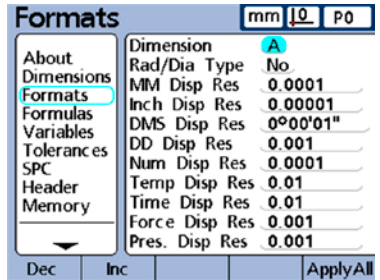 Formats
mm 0 P0
About
Dimensions
Formats
Formulas
Variables
Tolerances
SPC
Header
Memory
Dimension A
Rad/Dia Type No
MM Disp Res 0.0001
Inch Disp Res 0.00001
DMS Disp Res 0º00'01"
DD Disp Res 0.001
Num Disp Res 0.0001
Temp Disp Res 0.01
Time Disp Res 0.01
Force Disp Res 0.001
Pres. Disp Res 0.001
Dec Inc Apply All